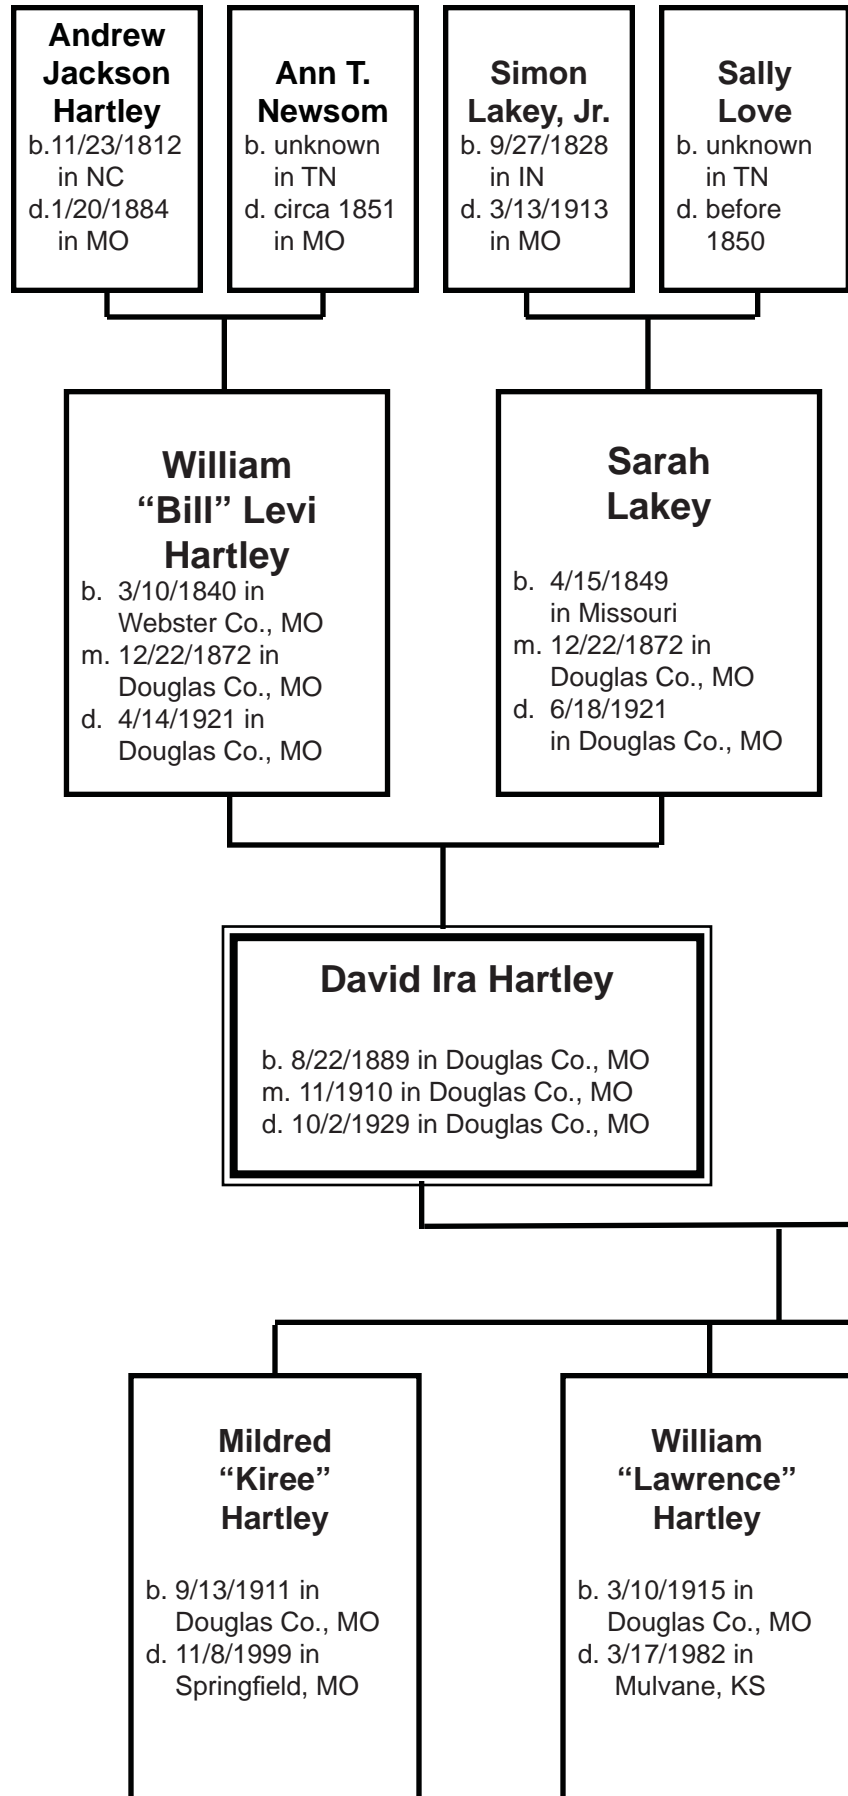 Andrew
Jackson
Hartley
b.11/23/1812
in NC
d.1/20/1884
in MO
Ann T.
Newsom
b. unknown
in TN
d. circa 1851
in MO
Simon
Lakey, Jr.
b. 9/27/1828
in IN
d. 3/13/1913
in MO
Sally
Love
b. unknown
in TN
d. before
1850
William
“Bill” Levi
Hartley
b. 3/10/1840 in
Webster Co., MO
m. 12/22/1872 in
Douglas Co., MO
d. 4/14/1921 in
Douglas Co., MO
Sarah
Lakey
b. 4/15/1849
in Missouri
m. 12/22/1872 in
Douglas Co., MO
d. 6/18/1921
in Douglas Co., MO
David Ira Hartley
b. 8/22/1889 in Douglas Co., MO
m. 11/1910 in Douglas Co., MO
d. 10/2/1929 in Douglas Co., MO
Mildred
“Kiree”
Hartley
b. 9/13/1911 in
Douglas Co., MO
d. 11/8/1999 in
Springfield, MO
William
“Lawrence”
Hartley
b. 3/10/1915 in
Douglas Co., MO
d. 3/17/1982 in
Mulvane, KS